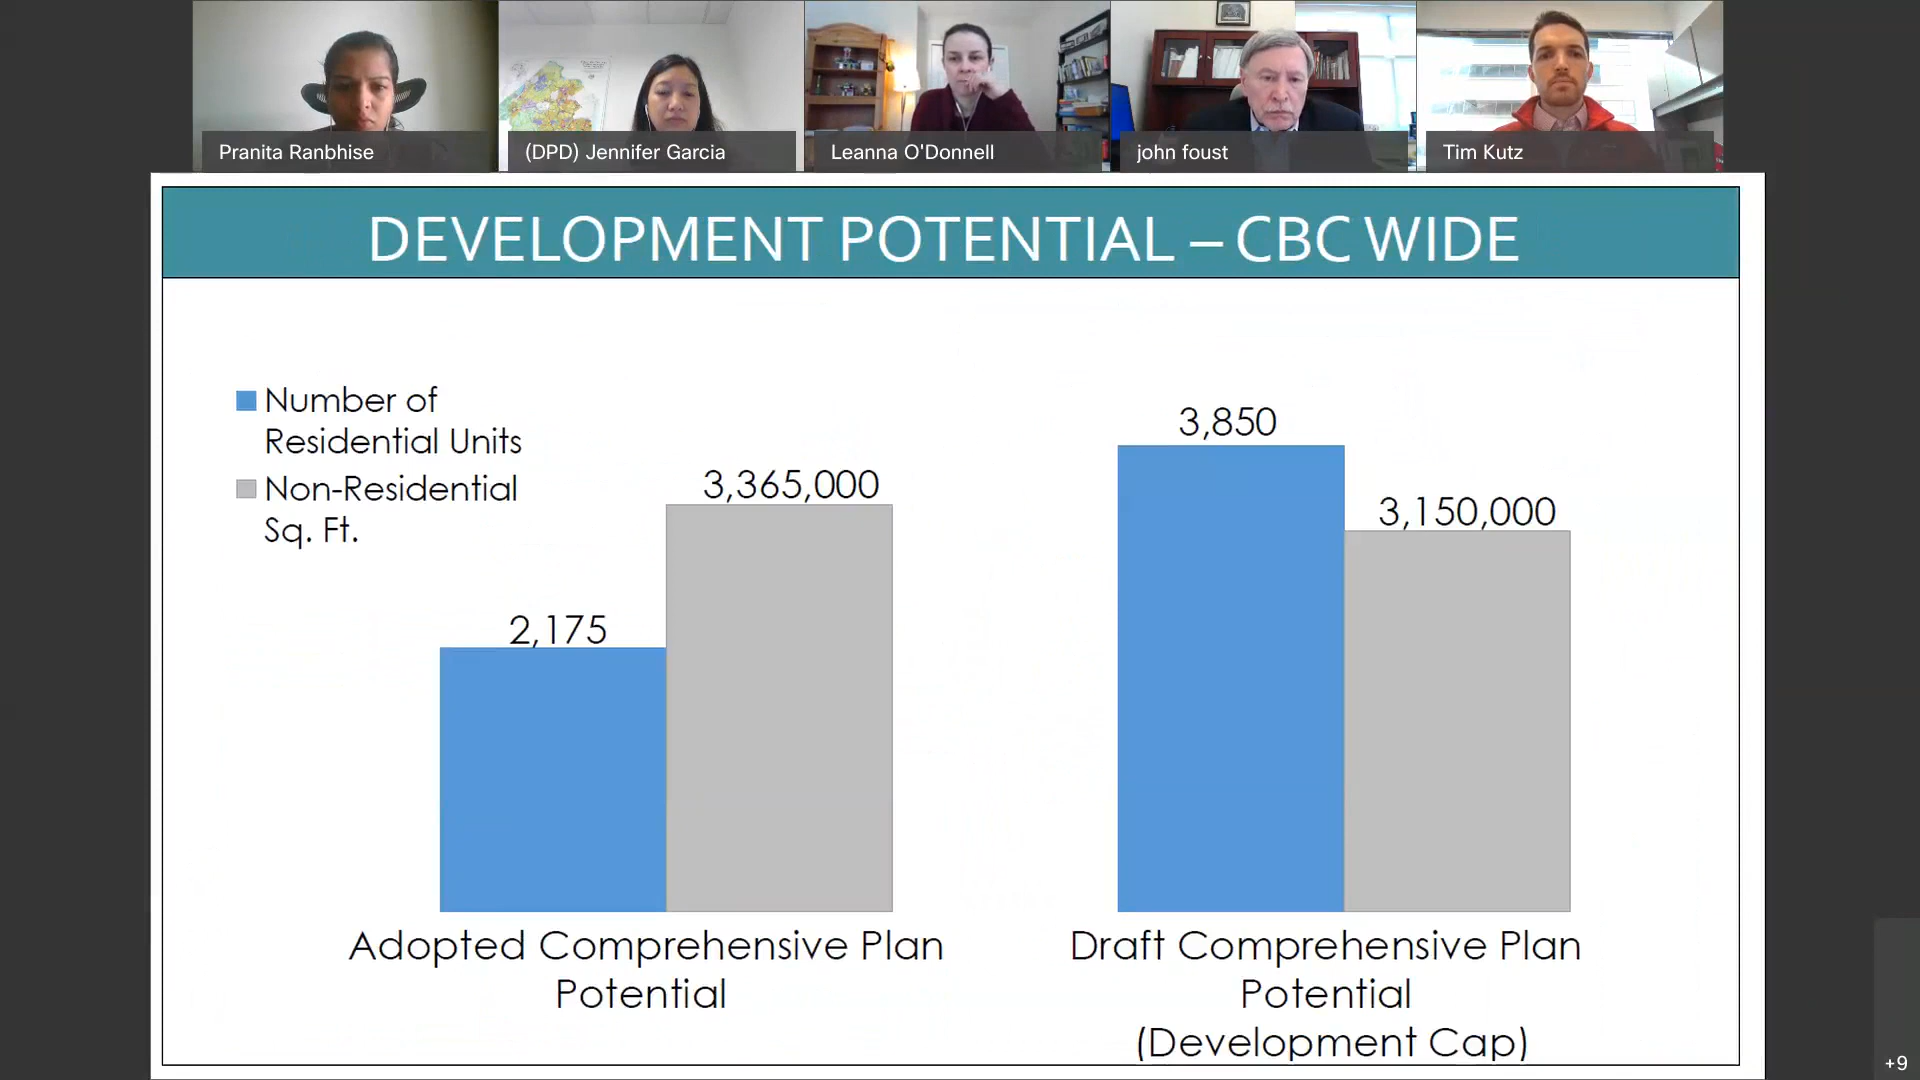 Pranita Ranbhise
(DPD) Jennifer Garcia
Leanna O'Donnell
john foust
Tim Kutz
DEVELOPMENT POTENTIAL – CBC WIDE
Number of
Residential Units
Non-Residential
Sq. Ft.
2,175
3,365,000
3,850
3,150,000
Adopted Comprehensive Plan
Potential
Draft Comprehensive Plan
Potential
(Development Cap)
+9